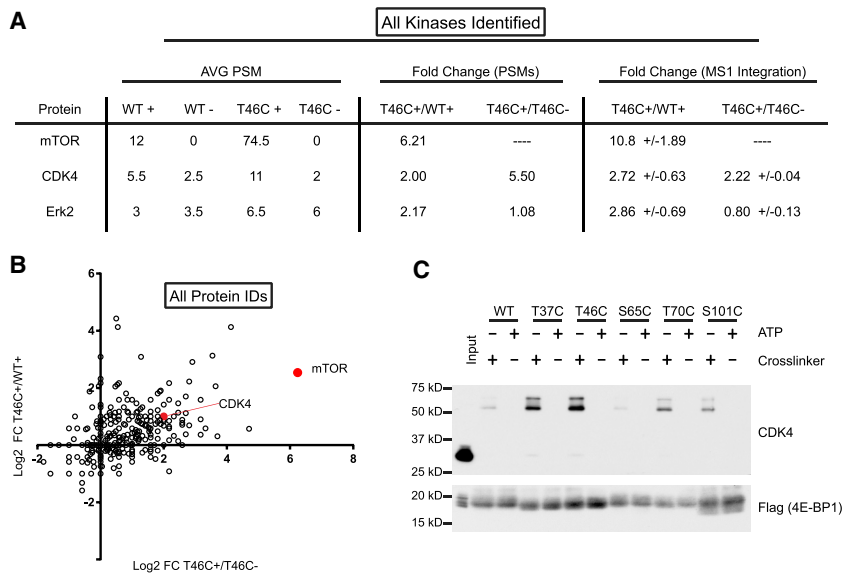 A
All Kinases Identified
AVG PSM Fold Change (PSMs) Fold Change (MS1 Integration)
Protein WT + WT - T46C + T46C - T46C+/WT+ T46C+/T46C- T46C+/WT+ T46C+/T46C-
mTOR 12 0 74.5 0 6.21 ---- 10.8 +/-1.89 ----
CDK4 5.5 2.5 11 2 2.00 5.50 2.72 +/-0.63 2.22 +/-0.04
Erk2 3 3.5 6.5 6 2.17 1.08 2.86 +/-0.69 0.80 +/-0.13
B
All Protein IDs
6
4
2
-2
-2 2 4 6 8
mTOR
CDK4
Log2 FC T46C+/WT+
Log2 FC T46C+/T46C-
C
WT T37C T46C S65C T70C S101C
Input
- + - + - + - + - + - + ATP
+ - + - + - + - + - + - Crosslinker
75 kD
50 kD
37 kD
25 kD
CDK4
20 kD
15 kD
Flag (4E-BP1)